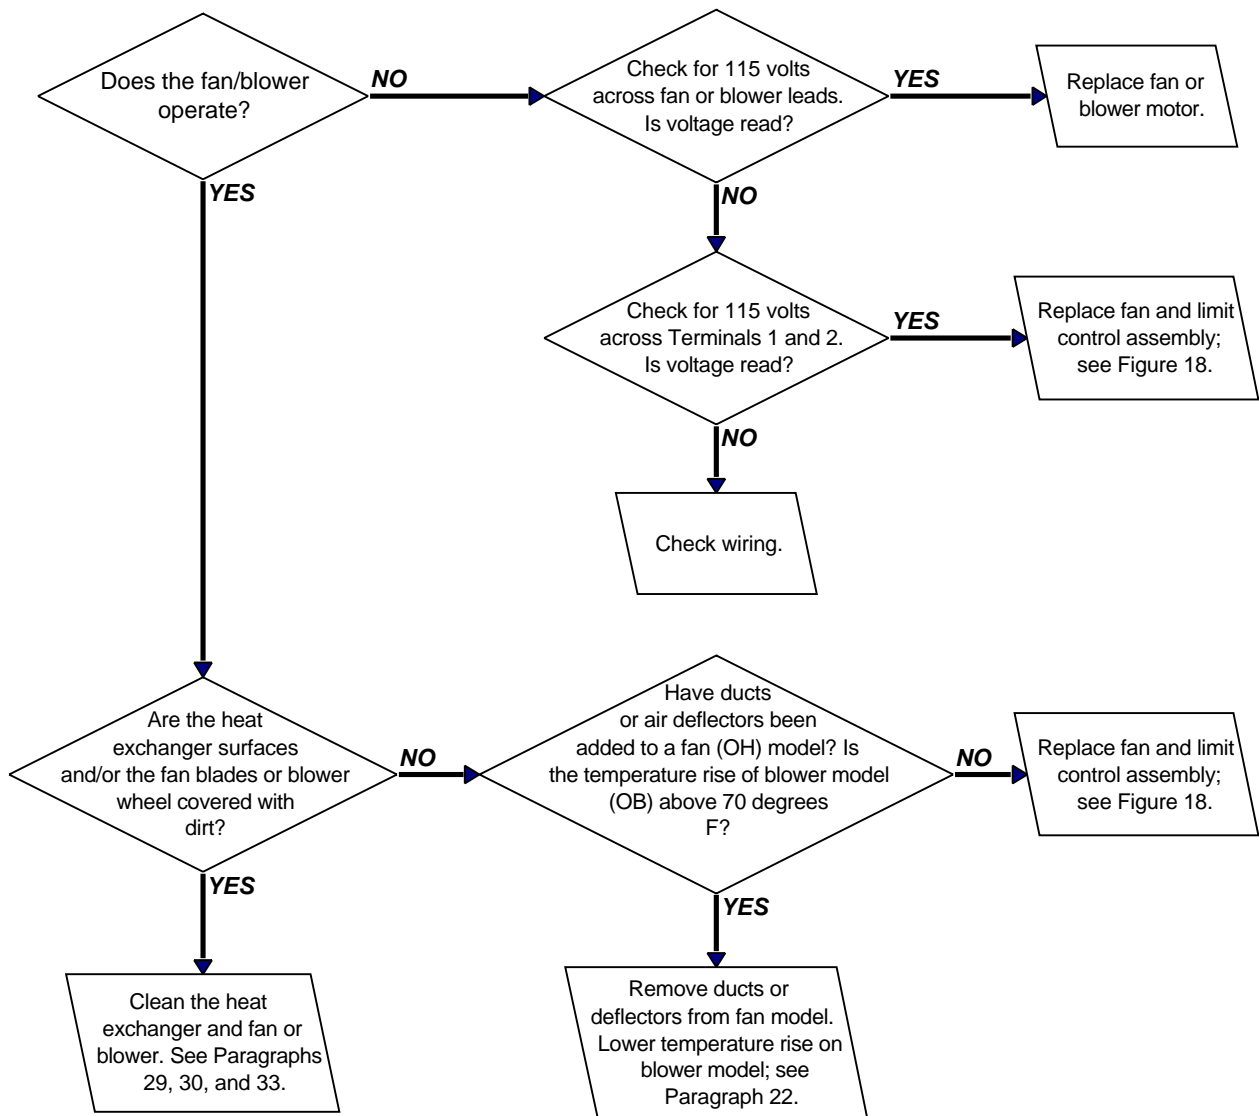 Does the fan/blower
operate?
NO
Check for 115 volts
across fan or blower leads.
Is voltage read?
YES
Replace fan or
blower motor.
YES
NO
Check for 115 volts
across Terminals 1 and 2.
Is voltage read?
YES
Replace fan and limit
control assembly;
see Figure 18.
NO
Check wiring.
Are the heat
exchanger surfaces
and/or the fan blades or blower
wheel covered with
dirt?
NO
Have ducts
or air deflectors been
added to a fan (OH) model? Is
the temperature rise of blower model
(OB) above 70 degrees
F?
NO
Replace fan and limit
control assembly;
see Figure 18.
YES
Clean the heat
exchanger and fan or
blower. See Paragraphs
29, 30, and 33.
YES
Remove ducts or
deflectors from fan model.
Lower temperature rise on
blower model; see
Paragraph 22.